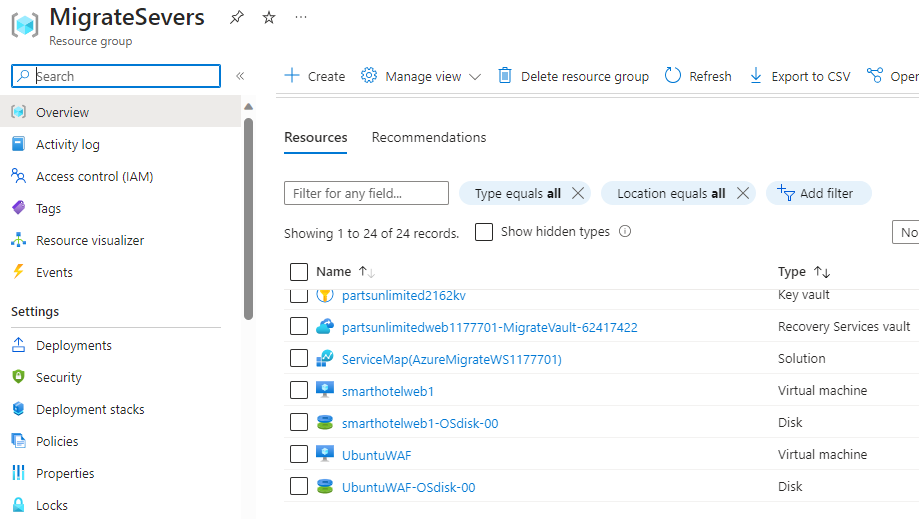 MigrateSevers
Resource group
Search
Create Manage view Delete resource group Refresh Export to CSV Open
Overview
Activity log
Access control (IAM)
Tags
Resource visualizer
Events
Settings
Deployments
Security
Deployment stacks
Policies
Properties
Locks
Resources Recommendations
Filter for any field... Type equals all Location equals all Add filter
Showing 1 to 24 of 24 records. Show hidden types No
Name Type
partsunlimited2162kv Key vault
partsunlimitedweb1177701-MigrateVault-62417422 Recovery Services vault
ServiceMap(AzureMigrateWS1177701) Solution
smarthotelweb1 Virtual machine
smarthotelweb1-OSdisk-00 Disk
UbuntuWAF Virtual machine
UbuntuWAF-OSdisk-00 Disk